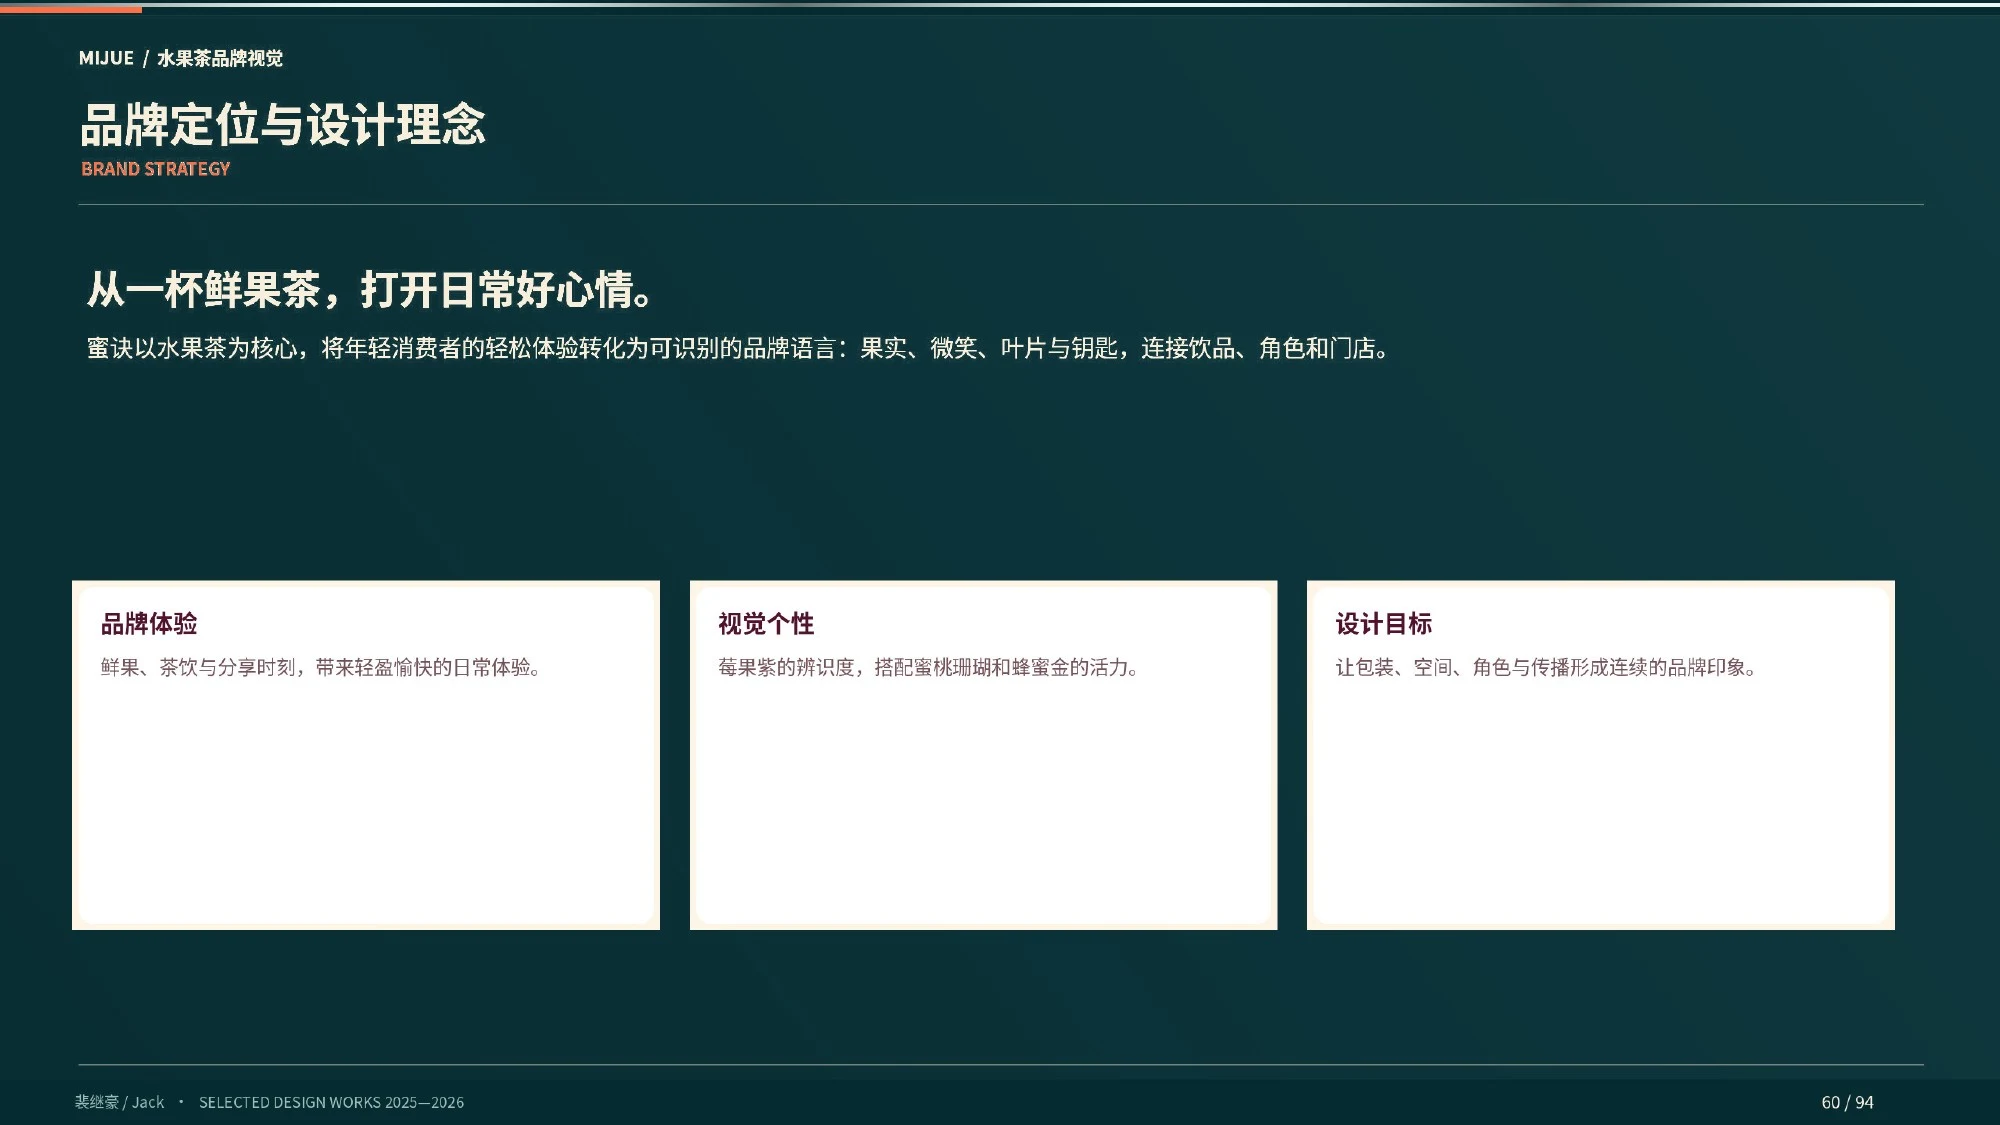 MIJUE / 水果茶品牌视觉
品牌定位与设计理念
BRAND STRATEGY
从一杯鲜果茶，打开日常好心情。
蜜诀以水果茶为核心，将年轻消费者的轻松体验转化为可识别的品牌语言：果实、微笑、叶片与钥匙，连接饮品、角色和门店。
品牌体验
鲜果、茶饮与分享时刻，带来轻盈愉快的日常体验。
视觉个性
莓果紫的辨识度，搭配蜜桃珊瑚和蜂蜜金的活力。
设计目标
让包装、空间、角色与传播形成连续的品牌印象。
裴继豪 / Jack · SELECTED DESIGN WORKS 2025—2026
60 / 94